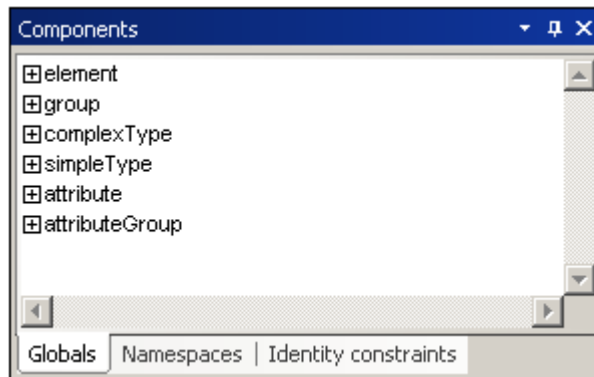 Components
element
group
complexType
simpleType
attribute
attributeGroup
Globals Namespaces Identity constraints